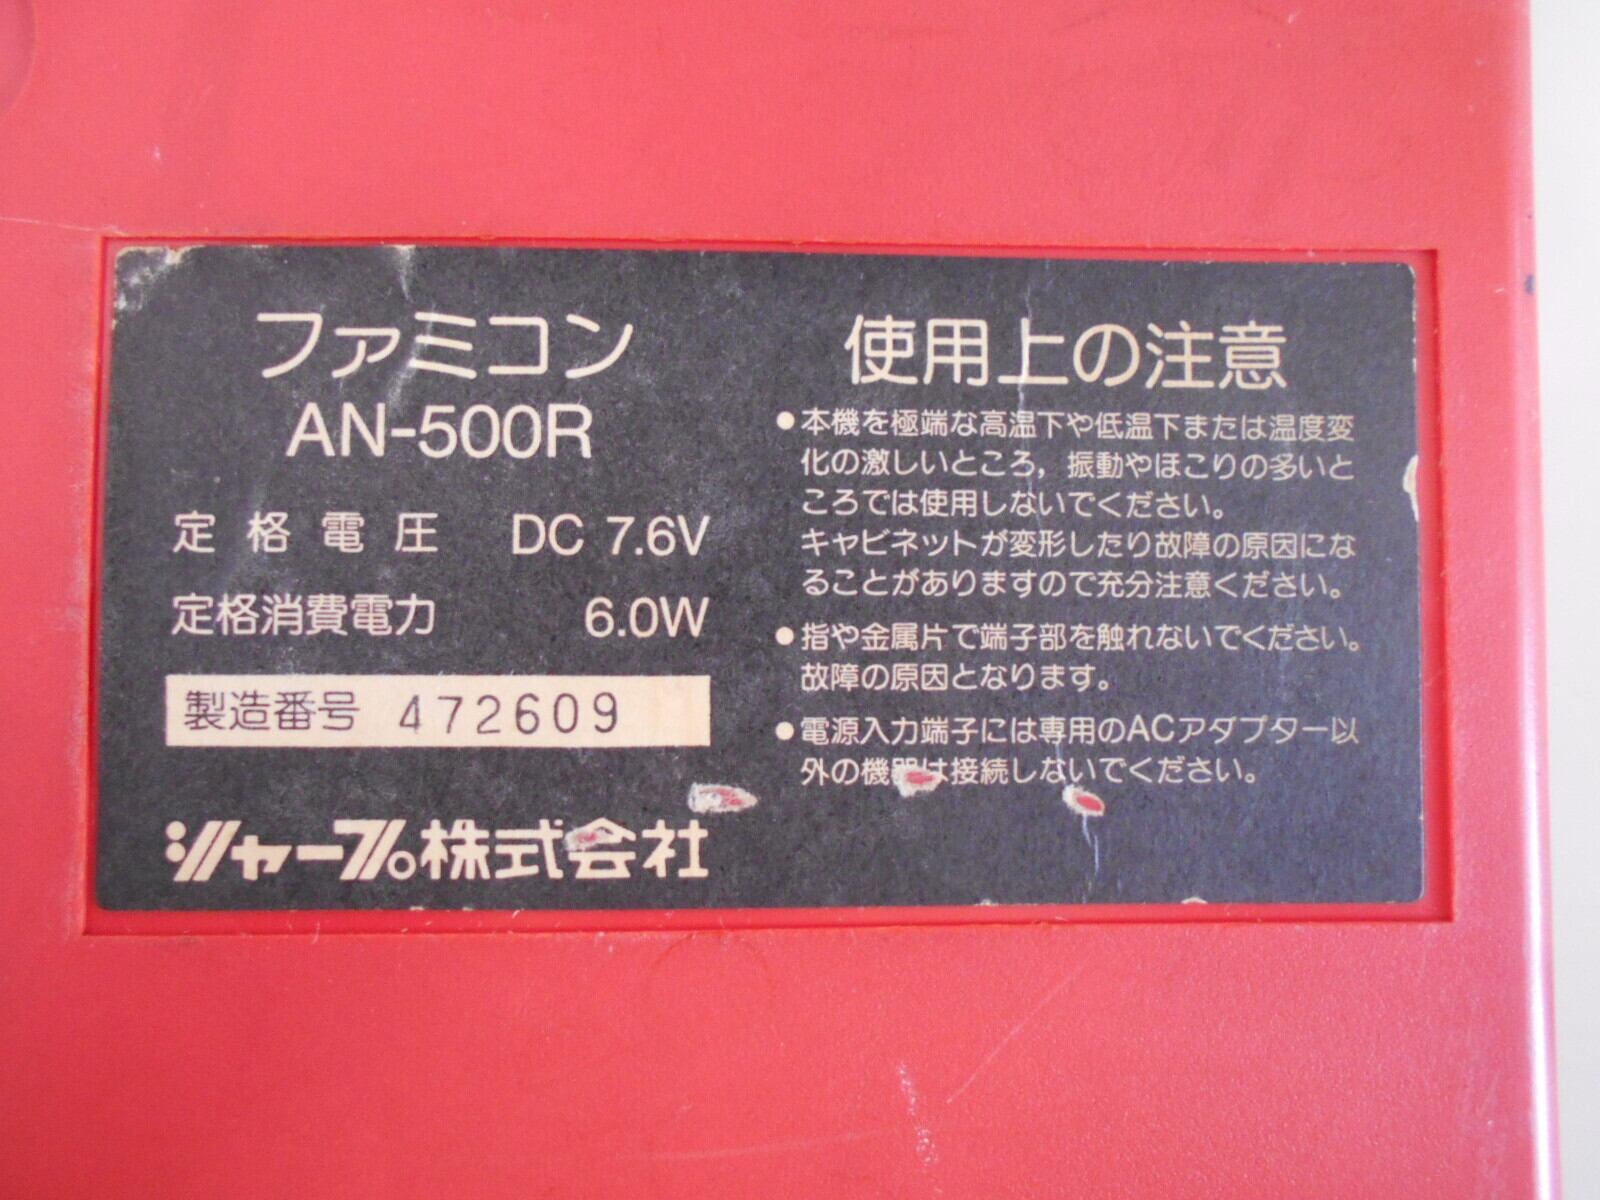 ファミコン
AN-500R
定格電圧 DC 7.6V
定格消費電力 6.0W
製造番号 472609
シャープ株式会社
使用上の注意
●本機を極端な高温下や低温下または温度変
化の激しいところ，振動やほこりの多いと
ころでは使用しないでください。
キャビネットが変形したり故障の原因にな
ることがありますので充分注意ください。
●指や金属片で端子部を触れないでください。
故障の原因となります。
●電源入力端子には専用のACアダプター以
外の機器は接続しないでください。